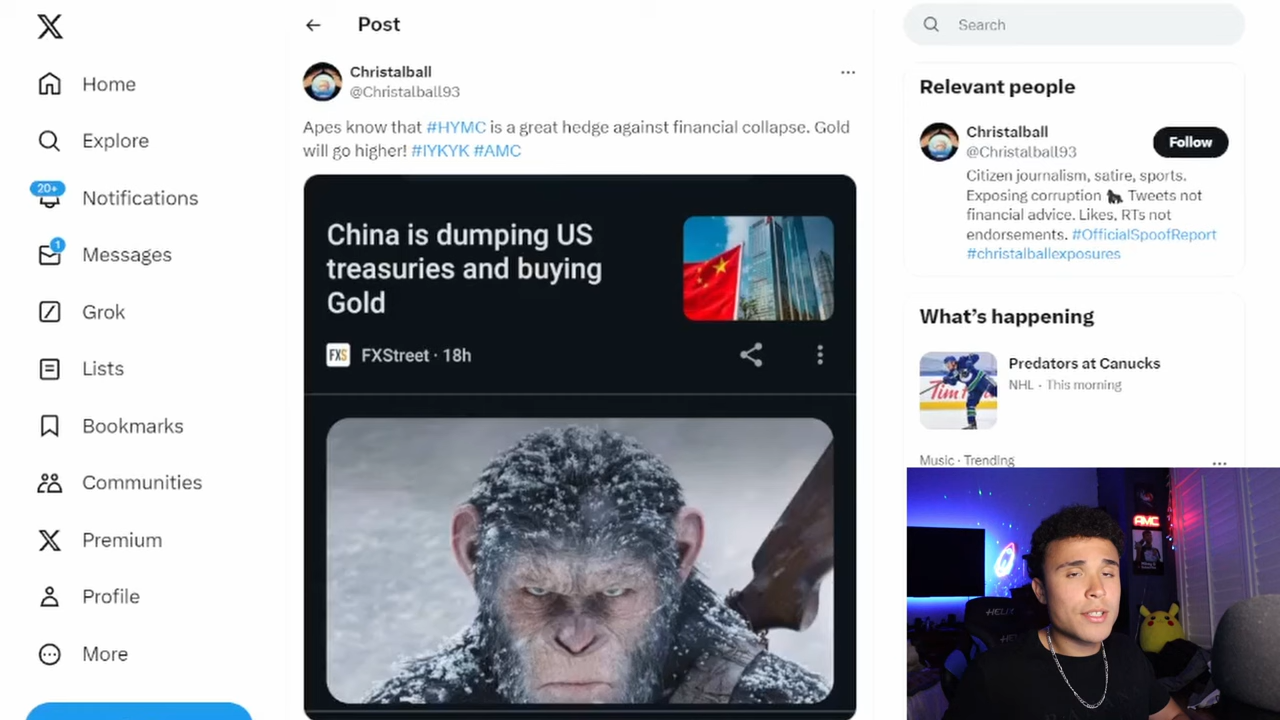 Home
Explore
20+
Notifications
1
Messages
Grok
Lists
Bookmarks
Communities
Premium
Profile
More
Post
Christalball
@Christalball93
Apes know that #HYMC is a great hedge against financial collapse. Gold
will go higher! #IYKYK #AMC
China is dumping US
treasuries and buying
Gold
FXS
FXStreet · 18h
Search
Relevant people
Christalball
@Christalball93
Follow
Citizen journalism, satire, sports.
Exposing corruption 🦍 Tweets not
financial advice. Likes, RTs not
endorsements. #OfficialSpoofReport
#christalballexposures
What's happening
Predators at Canucks
NHL · This morning
Music · Trending
AMC